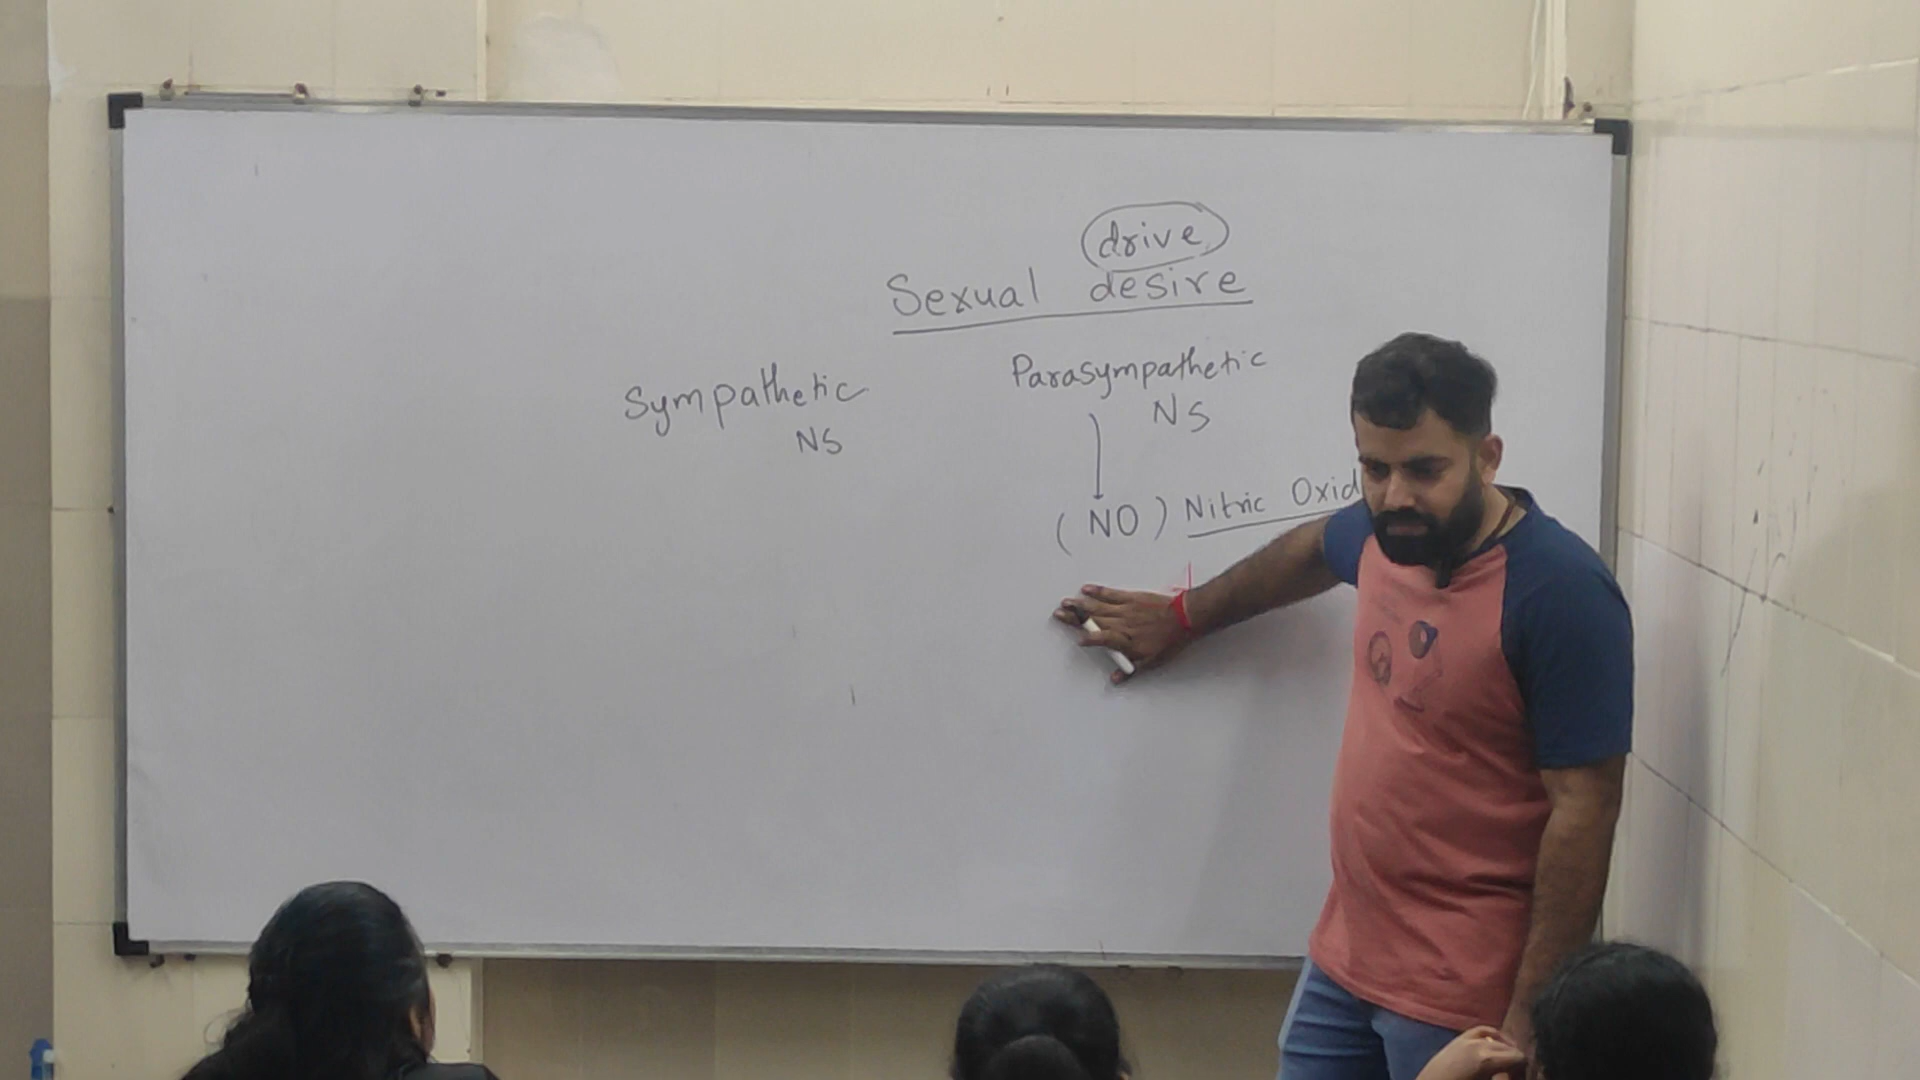 drive
Sexual desire
Sympathetic
NS
Parasympathetic
NS
(NO) Nitric Oxid